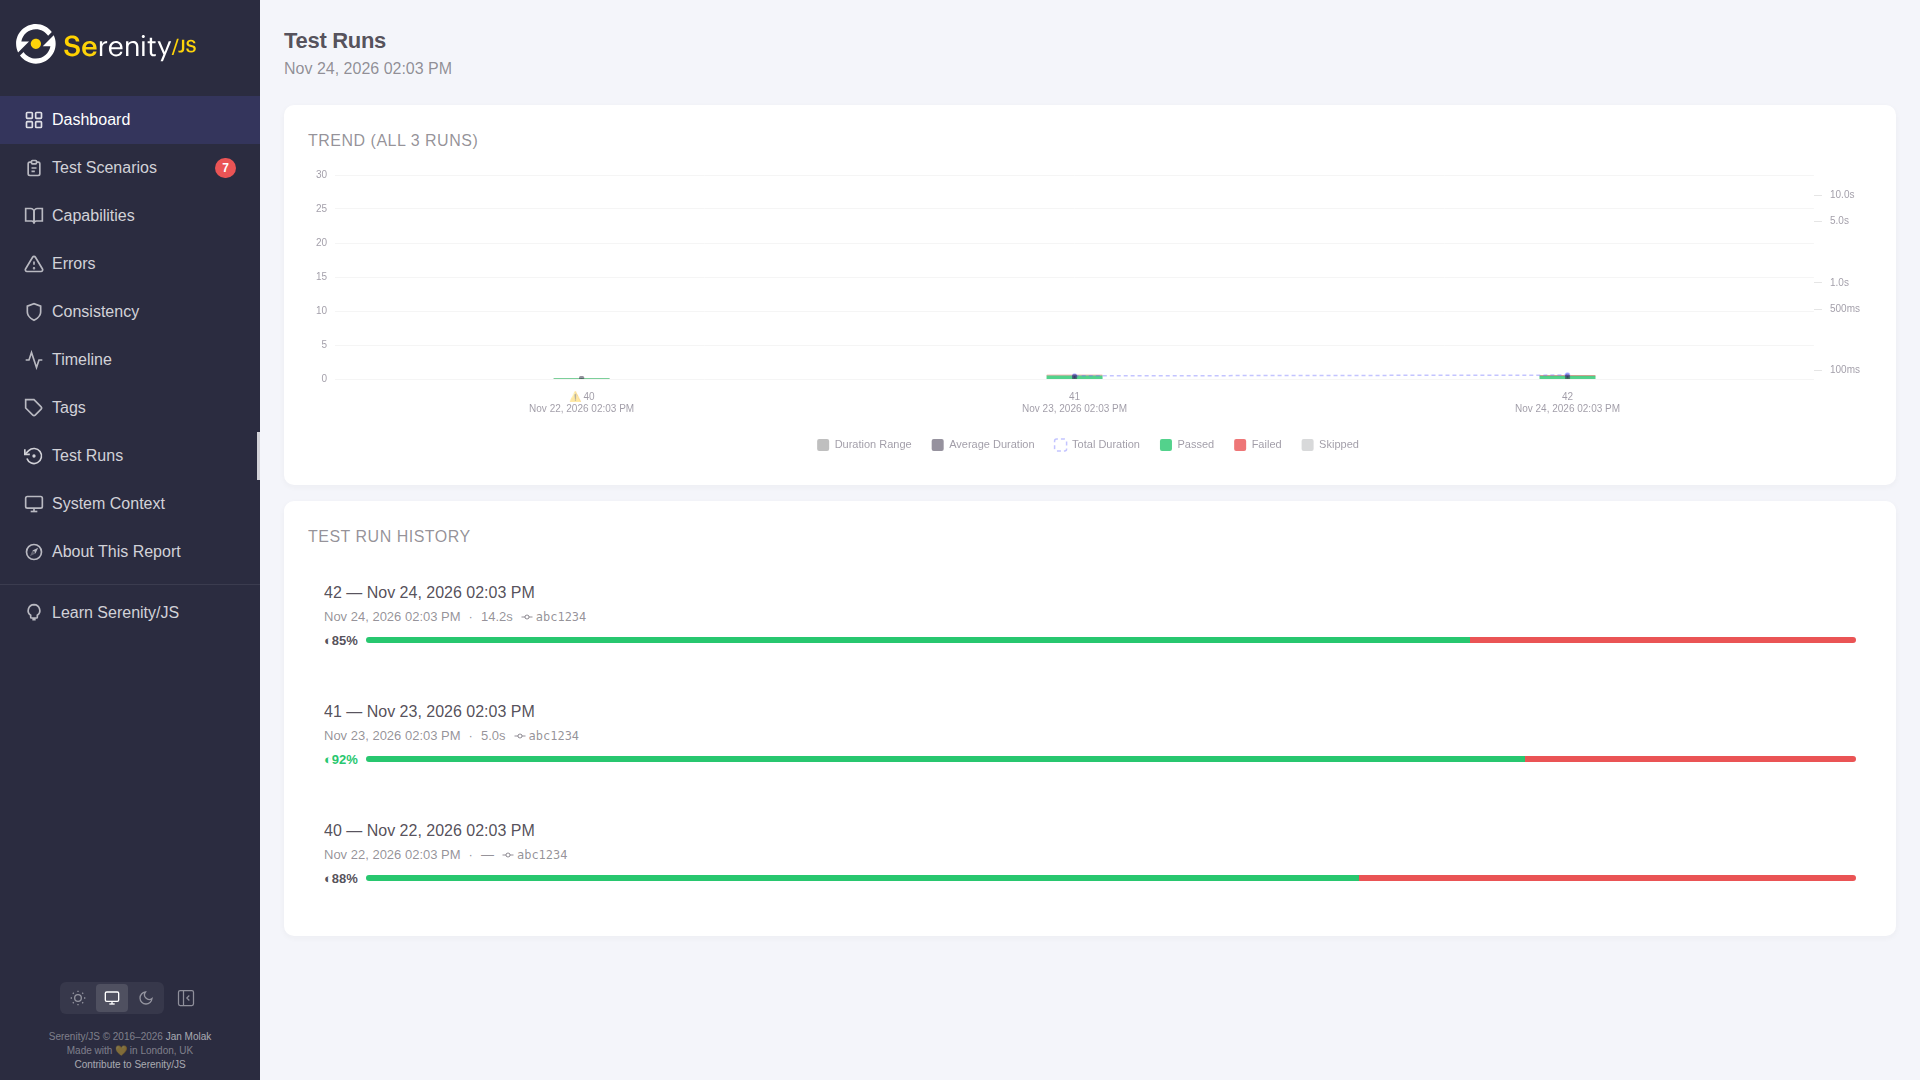 Serenity/JS
Dashboard
Test Scenarios 7
Capabilities
Errors
Consistency
Timeline
Tags
Test Runs
System Context
About This Report
Learn Serenity/JS
Serenity/JS © 2016–2026 Jan Molak
Made with 💛 in London, UK
Contribute to Serenity/JS
Test Runs
Nov 24, 2026 02:03 PM
TREND (ALL 3 RUNS)
30
25
20
15
10
5
0
10.0s
5.0s
1.0s
500ms
100ms
⚠️ 40
Nov 22, 2026 02:03 PM
41
Nov 23, 2026 02:03 PM
42
Nov 24, 2026 02:03 PM
Duration Range Average Duration Total Duration Passed Failed Skipped
TEST RUN HISTORY
42 — Nov 24, 2026 02:03 PM
Nov 24, 2026 02:03 PM · 14.2s abc1234
85%
41 — Nov 23, 2026 02:03 PM
Nov 23, 2026 02:03 PM · 5.0s abc1234
92%
40 — Nov 22, 2026 02:03 PM
Nov 22, 2026 02:03 PM · — abc1234
88%